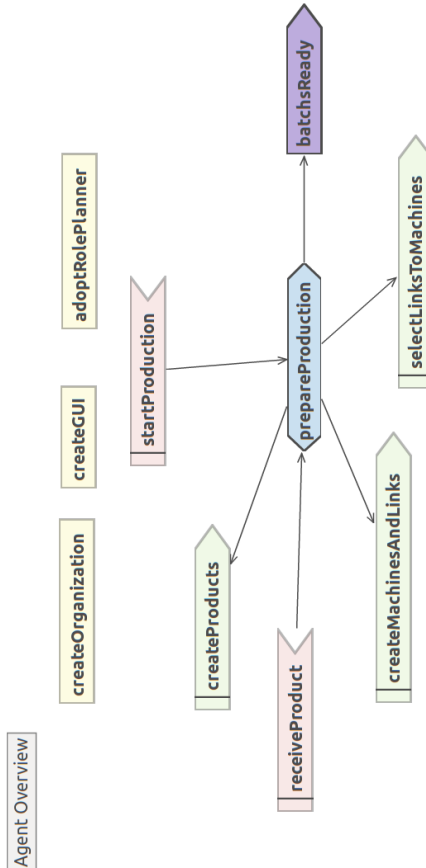 Agent Overview
createOrganization
createGUI
adoptRolePlanner
startProduction
createProducts
receiveProduct
prepareProduction
batchsReady
createMachinesAndLinks
selectLinksToMachines